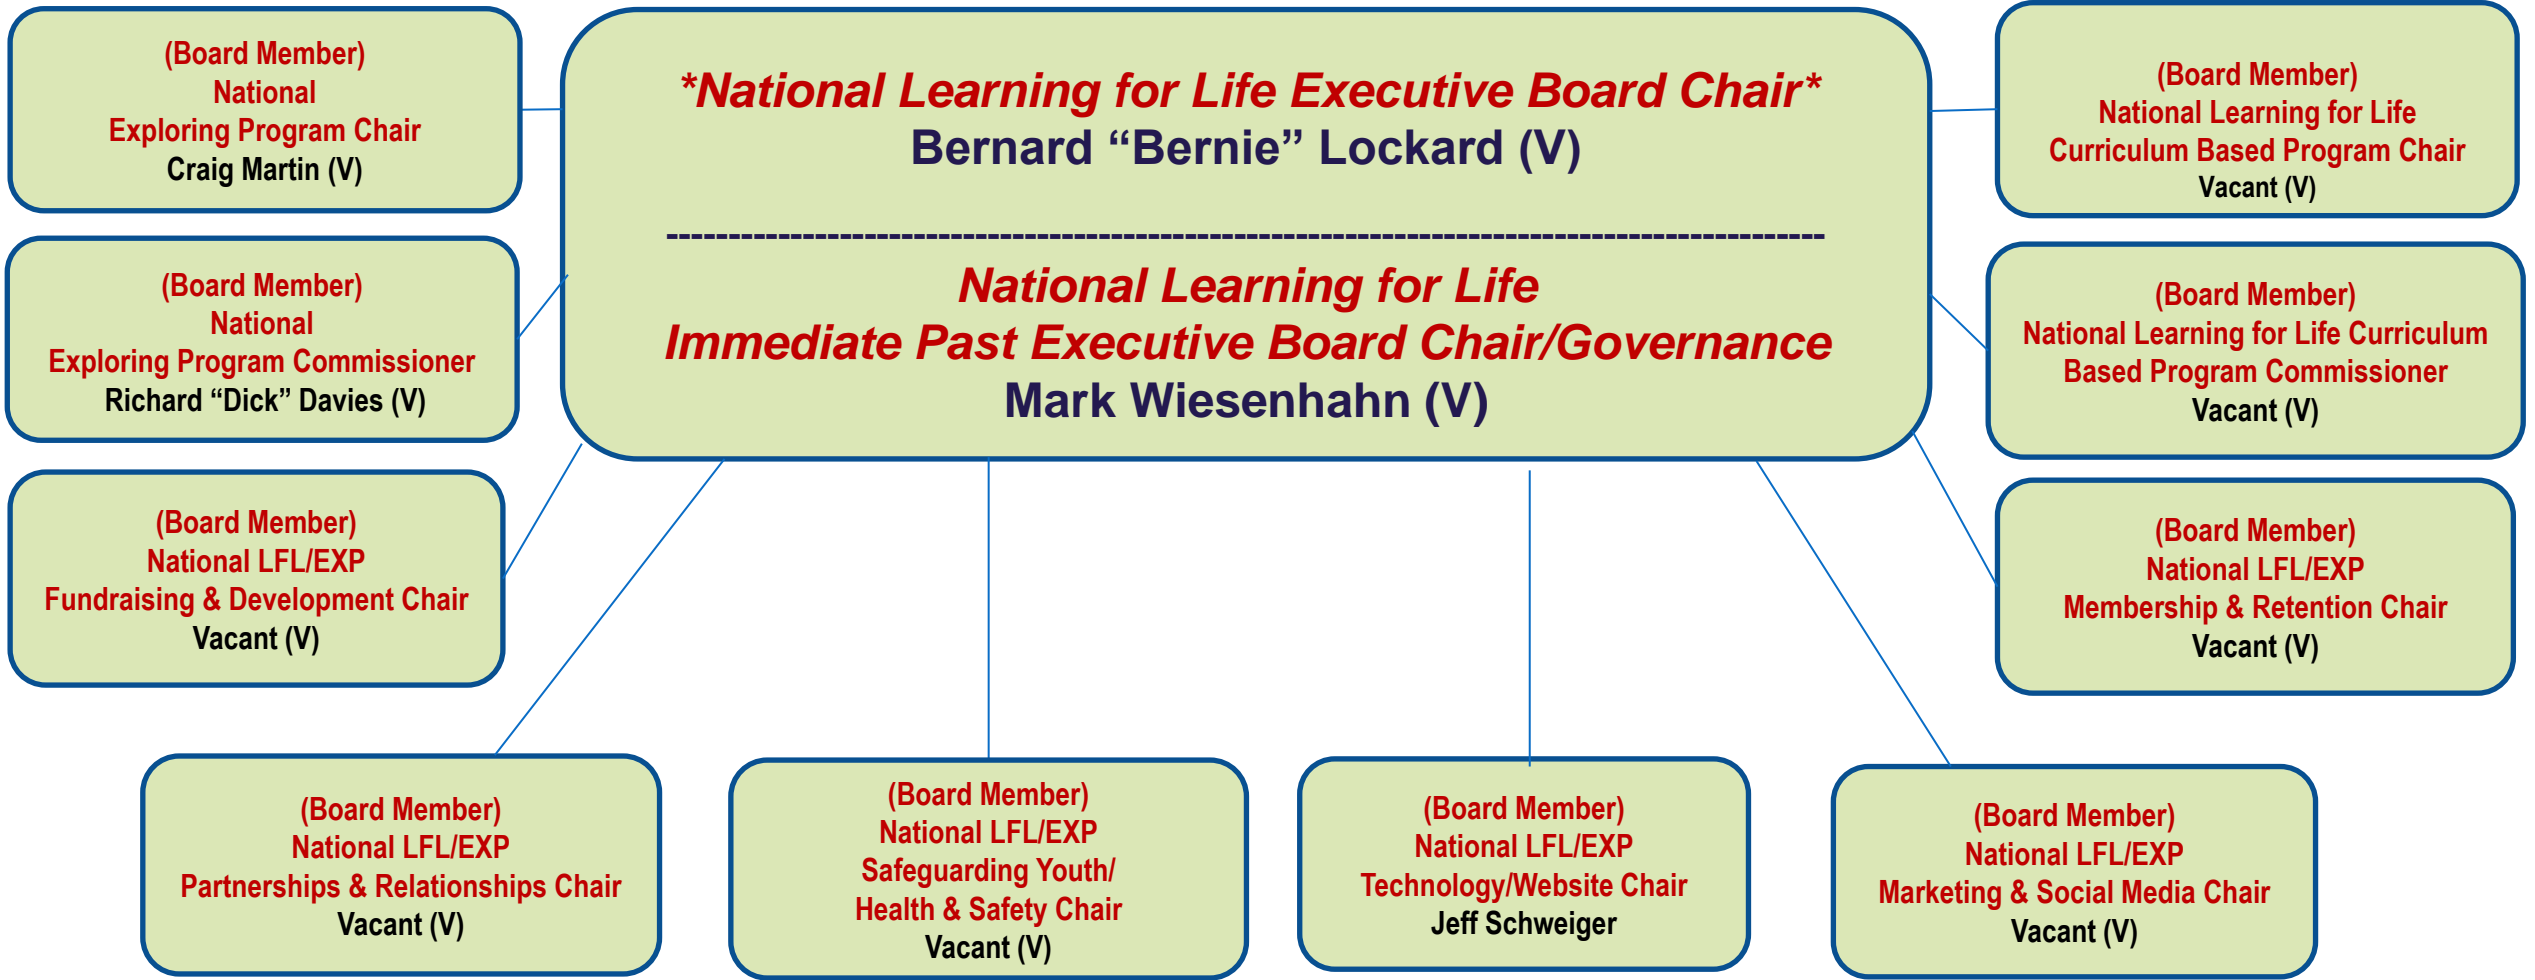 (Board Member)
National
Exploring Program Chair
Craig Martin (V)
*National Learning for Life Executive Board Chair*
Bernard “Bernie” Lockard (V)
----------------------------------------------------------------------------------------------
National Learning for Life
Immediate Past Executive Board Chair/Governance
Mark Wiesenhahn (V)
(Board Member)
National Learning for Life
Curriculum Based Program Chair
Vacant (V)
(Board Member)
National
Exploring Program Commissioner
Richard “Dick” Davies (V)
(Board Member)
National Learning for Life Curriculum
Based Program Commissioner
Vacant (V)
(Board Member)
National LFL/EXP
Fundraising & Development Chair
Vacant (V)
(Board Member)
National LFL/EXP
Membership & Retention Chair
Vacant (V)
(Board Member)
National LFL/EXP
Partnerships & Relationships Chair
Vacant (V)
(Board Member)
National LFL/EXP
Safeguarding Youth/
Health & Safety Chair
Vacant (V)
(Board Member)
National LFL/EXP
Technology/Website Chair
Jeff Schweiger
(Board Member)
National LFL/EXP
Marketing & Social Media Chair
Vacant (V)